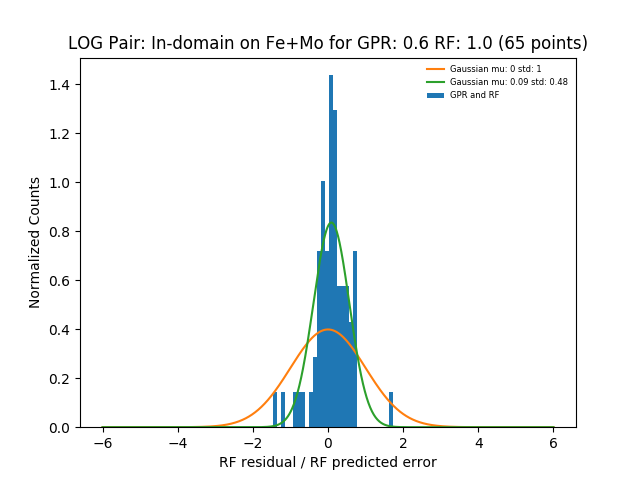 LOG Pair: In-domain on Fe+Mo for GPR: 0.6 RF: 1.0 (65 points)
Gaussian mu: 0 std: 1
Gaussian mu: 0.09 std: 0.48
GPR and RF
Normalized Counts
1.4
1.2
1.0
0.8
0.6
0.4
0.2
0.0
−6 −4 −2 0 2 4 6
RF residual / RF predicted error